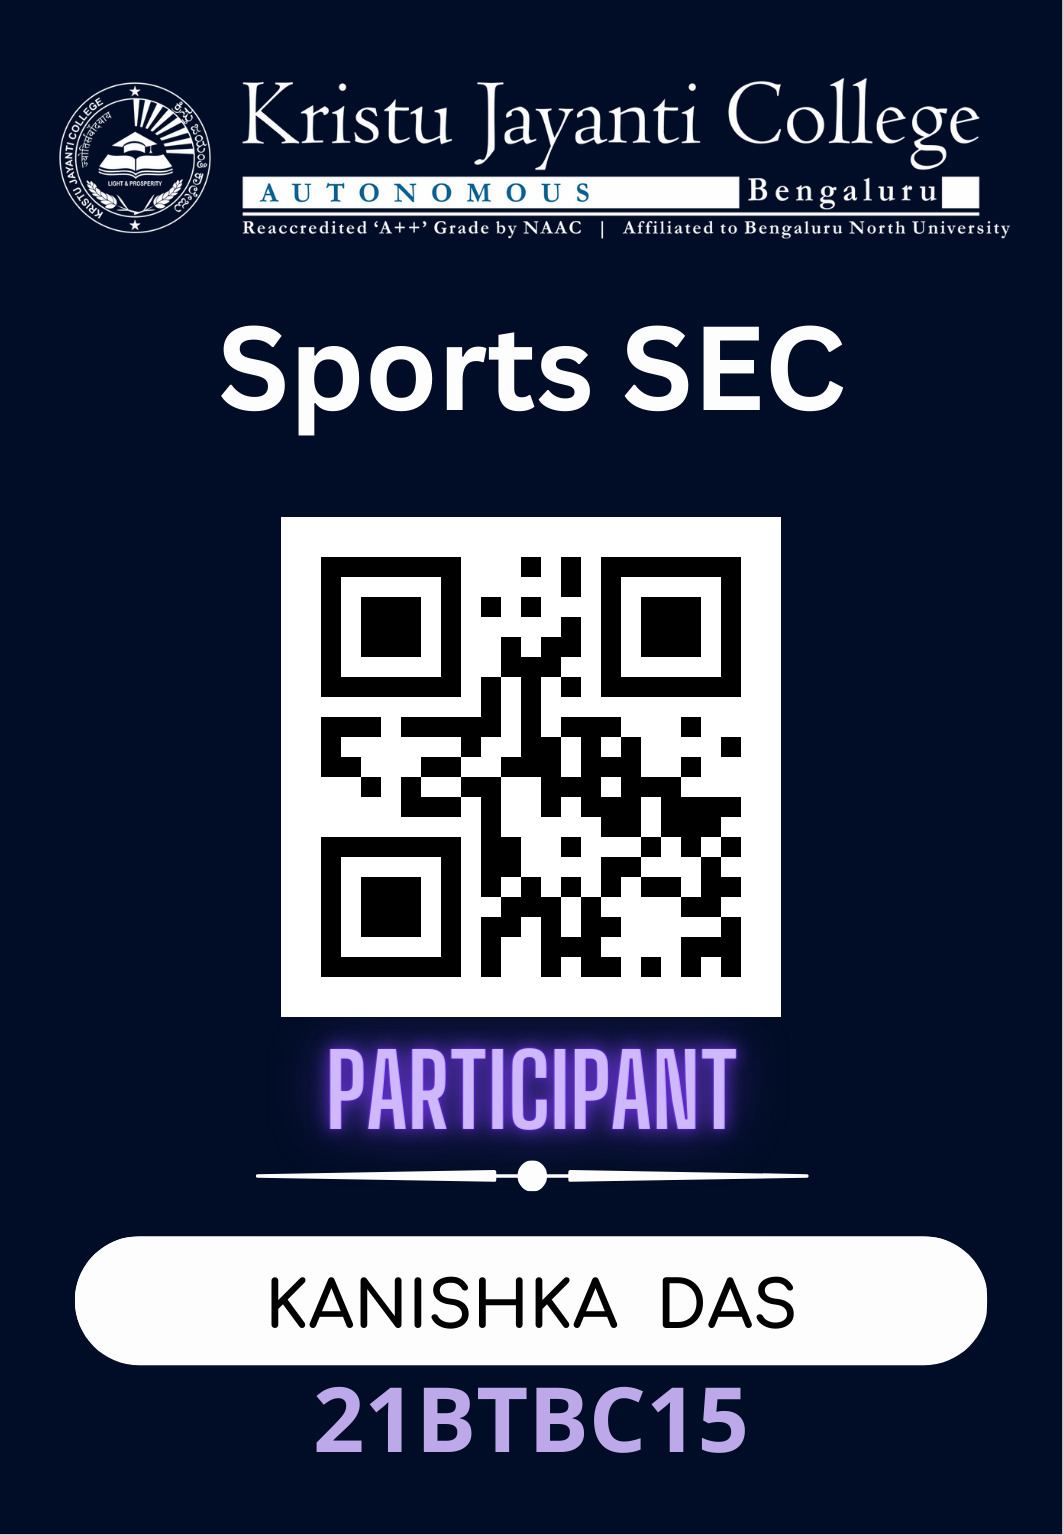 KRISTU JAYANTI COLLEGE
ಕ್ರಿಸ್ತು ಜಯಂತಿ ಕಾಲೇಜು
LIGHT & PROSPERITY
Kristu Jayanti College
AUTONOMOUS Bengaluru
Reaccredited ‘A++’ Grade by NAAC | Affiliated to Bengaluru North University
Sports SEC
PARTICIPANT
KANISHKA DAS
21BTBC15